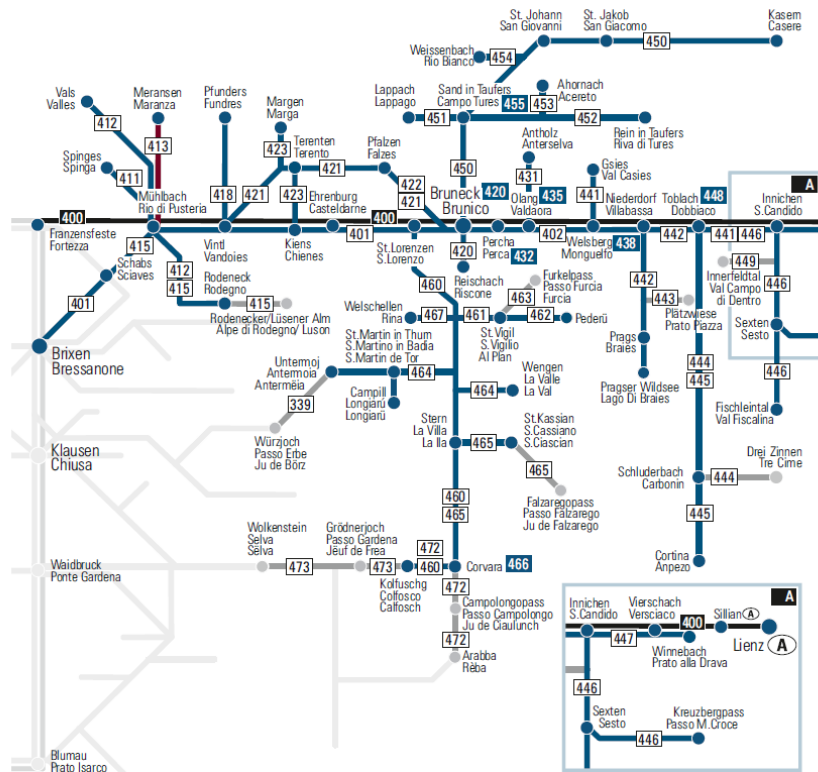 St. Johann
San Giovanni
St. Jakob
San Giacomo
Kasern
Casere
Weissenbach
Rio Bianco
454
450
Vals
Valles
Meransen
Maranza
Pfunders
Fundres
Margen
Marga
Lappach
Lappago
Sand in Taufers
Campo Tures
455
Ahornach
Acereto
453
451
452
Rein in Taufers
Riva di Tures
412
413
423
Terenten
Terento
421
Pfalzen
Falzes
450
Antholz
Anterselva
431
Gsies
Val Casies
Spinges
Spinga
411
Mühlbach
Rio di Pusteria
418
421
423
Ehrenburg
Casteldarne
422
421
Bruneck
Brunico
420
Olang
Valdaora
435
441
Niederdorf
Villabassa
Toblach
Dobbiaco
448
Innichen
S.Candido
A
400
400
401
402
442
441
446
Franzensfeste
Fortezza
415
Vintl
Vandoies
Kiens
Chienes
St.Lorenzen
S.Lorenzo
420
Percha
Perca
432
Welsberg
Monguelfo
438
Schabs
Sciaves
412
415
Rodeneck
Rodegno
415
Rodenecker/Lüsener Alm
Alpe di Rodegno/ Luson
401
Brixen
Bressanone
460
Reischach
Riscone
Furkelpass
Passo Furcia
Furcia
463
442
443
Plätzwiese
Prato Piazza
449
Innerfeldtal
Val Campo
di Dentro
446
Sexten
Sesto
Welschellen
Rina
467
461
462
Pederü
St.Vigil
S.Vigilio
Al Plan
Prags
Braies
Pragser Wildsee
Lago Di Braies
444
445
446
Fischleintal
Val Fiscalina
St.Martin in Thurn
S.Martino in Badia
S.Martin de Tor
Untermoj
Antermoia
Antermëia
464
Campill
Longiarú
Longiarü
Wengen
La Valle
La Val
464
339
Würzjoch
Passo Erbe
Ju de Börz
Stern
La Villa
La Ila
465
St.Kassian
S.Cassiano
S.Ciascian
465
Falzaregopass
Passo Falzarego
Ju de Falzarego
Klausen
Chiusa
Schluderbach
Carbonin
444
Drei Zinnen
Tre Cime
445
Cortina
Anpezo
460
465
Waidbruck
Ponte Gardena
Wolkenstein
Selva
Sëlva
473
Grödnerjoch
Passo Gardena
Jëuf de Frea
473
472
460
Kolfuschg
Colfosco
Calfosch
Corvara
466
472
Campolongopass
Passo Campolongo
Ju de Ciaulunch
472
Arabba
Rèba
Blumau
Prato Isarco
A
Innichen
S.Candido
Vierschach
Versciaco
400
Sillian
A
447
Winnebach
Prato alla Drava
Lienz
A
446
Sexten
Sesto
446
Kreuzbergpass
Passo M.Croce